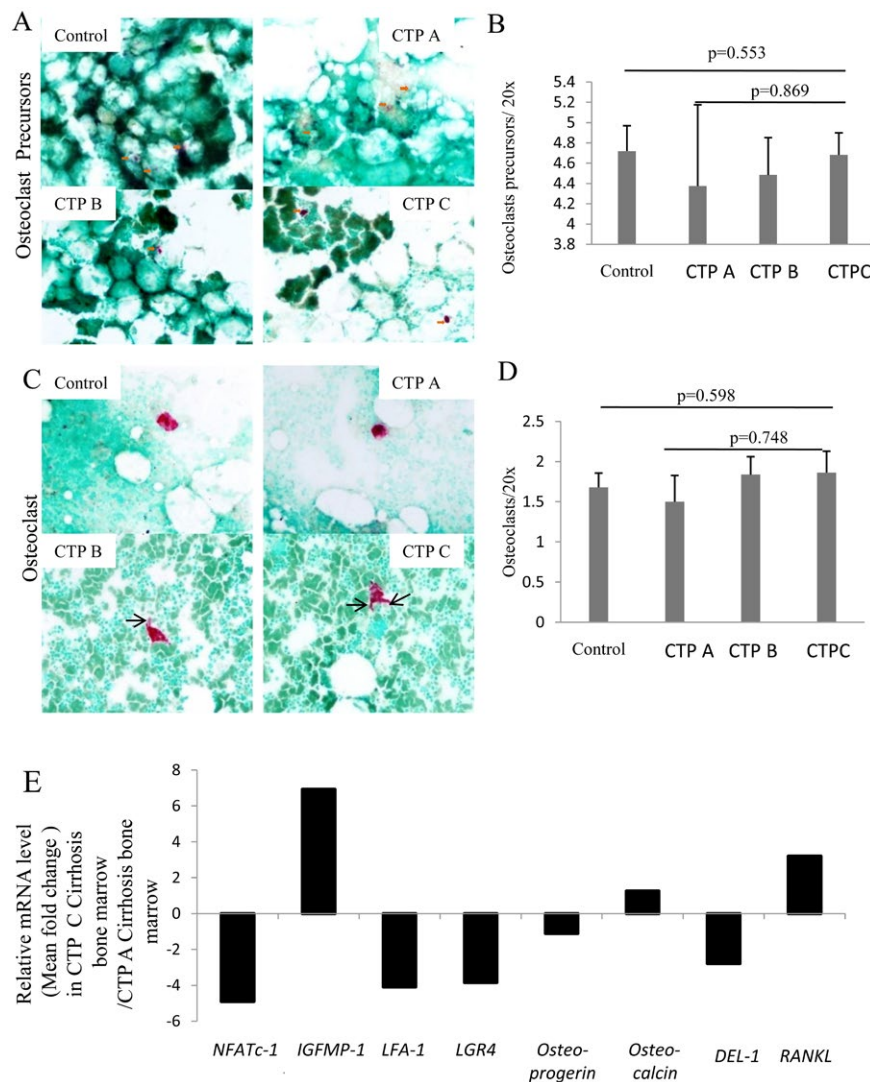 A
Osteoclast Precursors
Control
CTP A
CTP B
CTP C
B
p=0.553
p=0.869
Osteoclasts precursors/ 20x
5.4
5.2
5
4.8
4.6
4.4
4.2
4
3.8
Control CTP A CTP B CTPC
C
Osteoclast
Control
CTP A
CTP B
CTP C
D
p=0.598
p=0.748
Osteoclasts/20x
2.5
2
1.5
1
0.5
0
Control CTP A CTP B CTPC
E
Relative mRNA level
(Mean fold change )
in CTP C Cirrhosis
bone marrow
/CTP A Cirrhosis bone
marrow
8
6
4
2
0
-2
-4
-6
NFATc-1 IGFMP-1 LFA-1 LGR4 Osteo-
progerin Osteo-
calcin DEL-1 RANKL